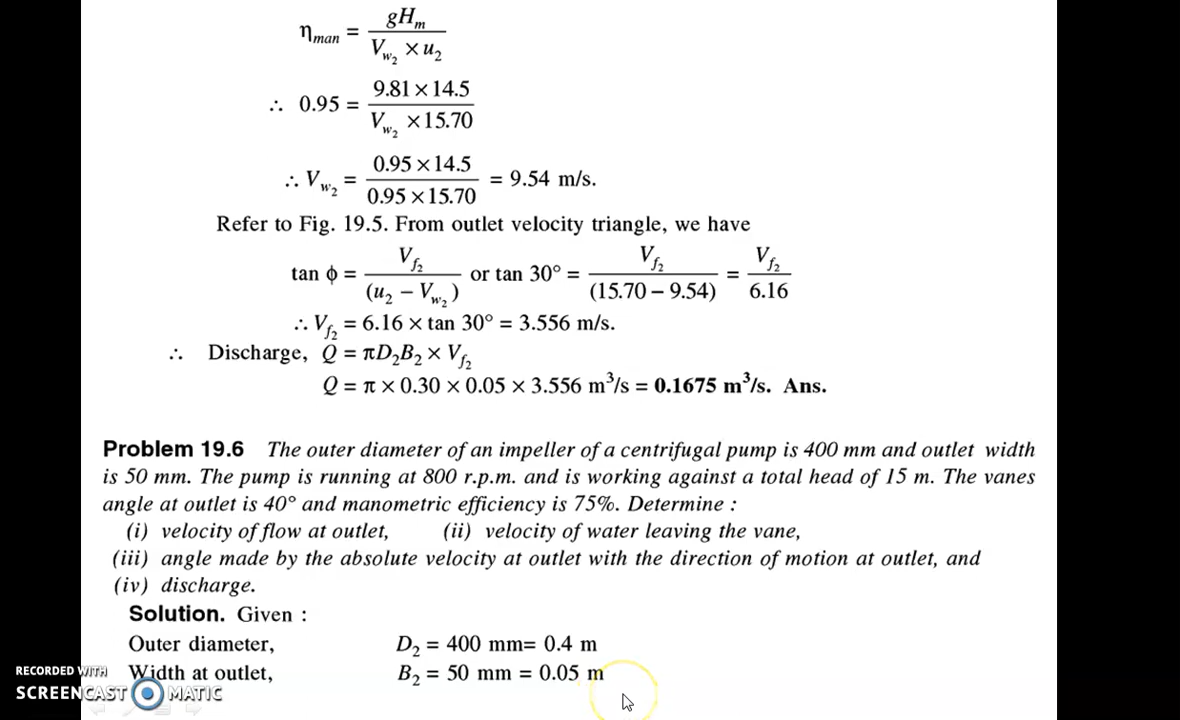 η_man = gH_m / (V_w₂ × u₂)
∴ 0.95 = (9.81 × 14.5) / (V_w₂ × 15.70)
∴ V_w₂ = (0.95 × 14.5) / (0.95 × 15.70) = 9.54 m/s.
Refer to Fig. 19.5. From outlet velocity triangle, we have
tan ϕ = V_f₂ / (u₂ – V_w₂) or tan 30° = V_f₂ / (15.70 – 9.54) = V_f₂ / 6.16
∴ V_f₂ = 6.16 × tan 30° = 3.556 m/s.
∴ Discharge, Q = πD₂B₂ × V_f₂
Q = π × 0.30 × 0.05 × 3.556 m³/s = 0.1675 m³/s. Ans.
Problem 19.6 The outer diameter of an impeller of a centrifugal pump is 400 mm and outlet width
is 50 mm. The pump is running at 800 r.p.m. and is working against a total head of 15 m. The vanes
angle at outlet is 40° and manometric efficiency is 75%. Determine :
(i) velocity of flow at outlet, (ii) velocity of water leaving the vane,
(iii) angle made by the absolute velocity at outlet with the direction of motion at outlet, and
(iv) discharge.
Solution. Given :
Outer diameter, D₂ = 400 mm= 0.4 m
Width at outlet, B₂ = 50 mm = 0.05 m
RECORDED WITH
SCREENCAST MATIC